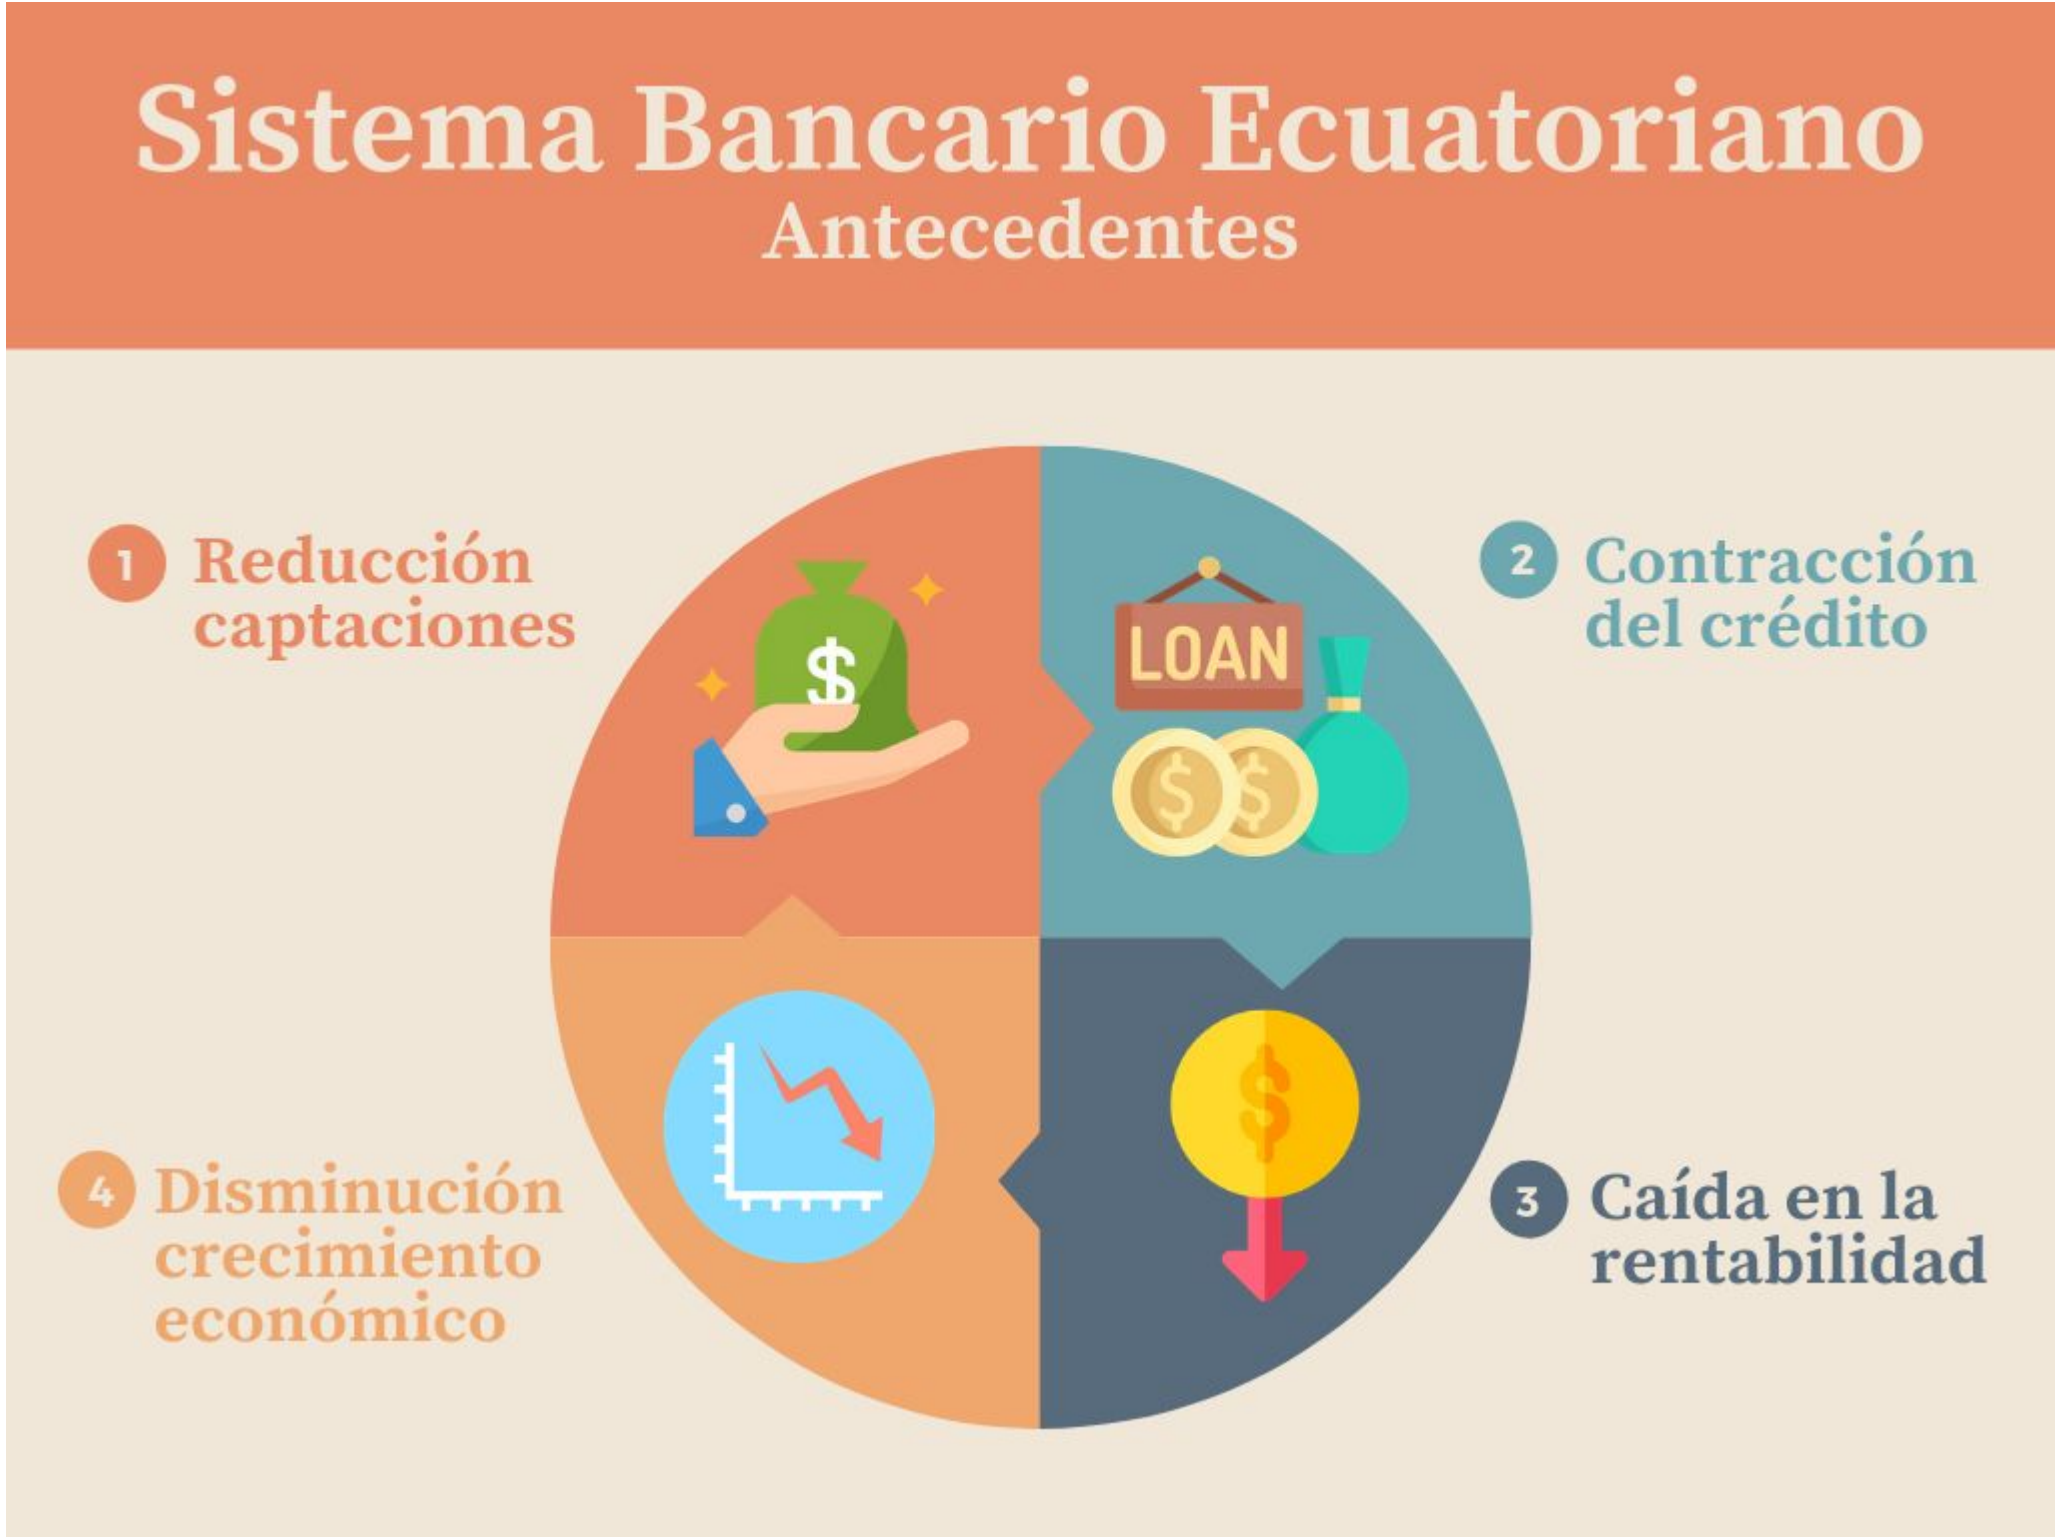 Sistema Bancario Ecuatoriano
Antecedentes
1
Reducción
captaciones
$
2
Contracción
del crédito
LOAN
$ $
3
Caída en la
rentabilidad
$
4
Disminución
crecimiento
económico